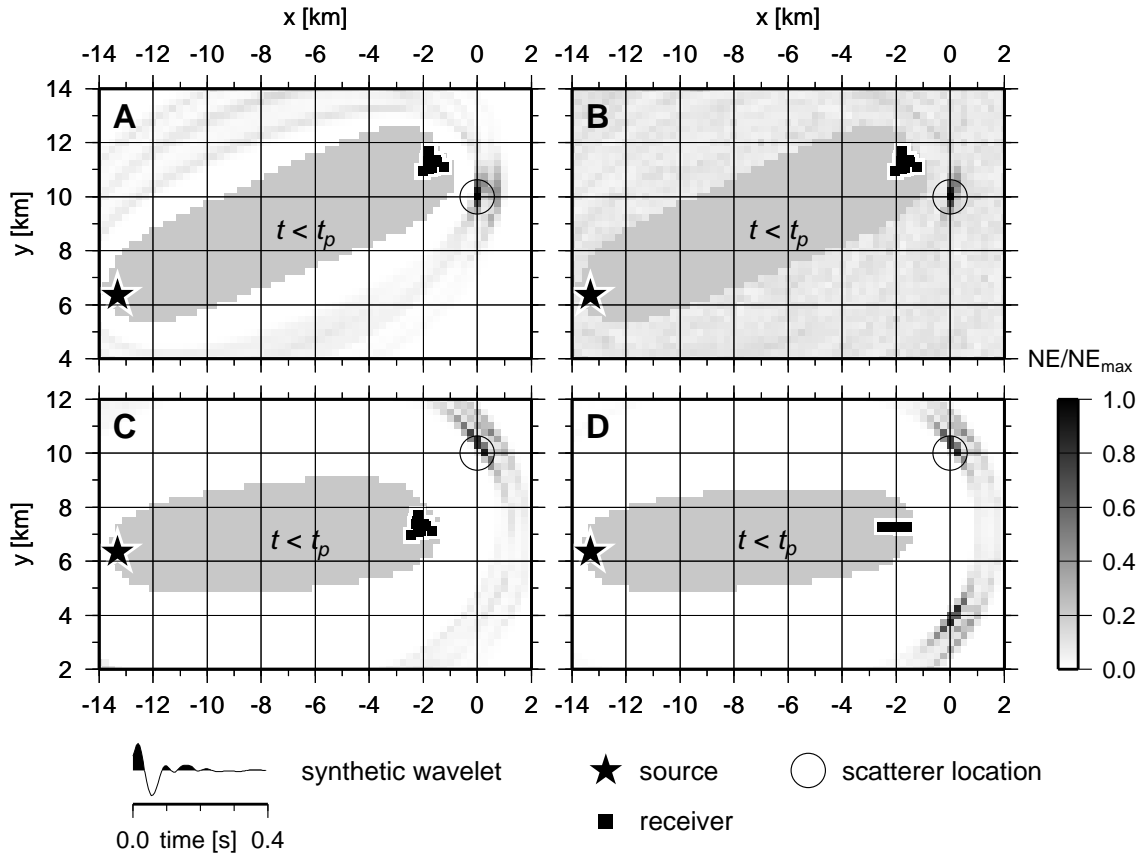 x [km] x [km]
-14 -12 -10 -8 -6 -4 -2 0 2 -14 -12 -10 -8 -6 -4 -2 0 2
14
A B
12
10
y [km]
t < tp t < tp
8
6
4
NE/NEmax
12 1.0
C D
10
0.8
8
y [km]
0.6
t < tp t < tp
6
0.4
4
0.2
2 0.0
-14 -12 -10 -8 -6 -4 -2 0 2 -14 -12 -10 -8 -6 -4 -2 0 2
synthetic wavelet source scatterer location
receiver
0.0 time [s] 0.4